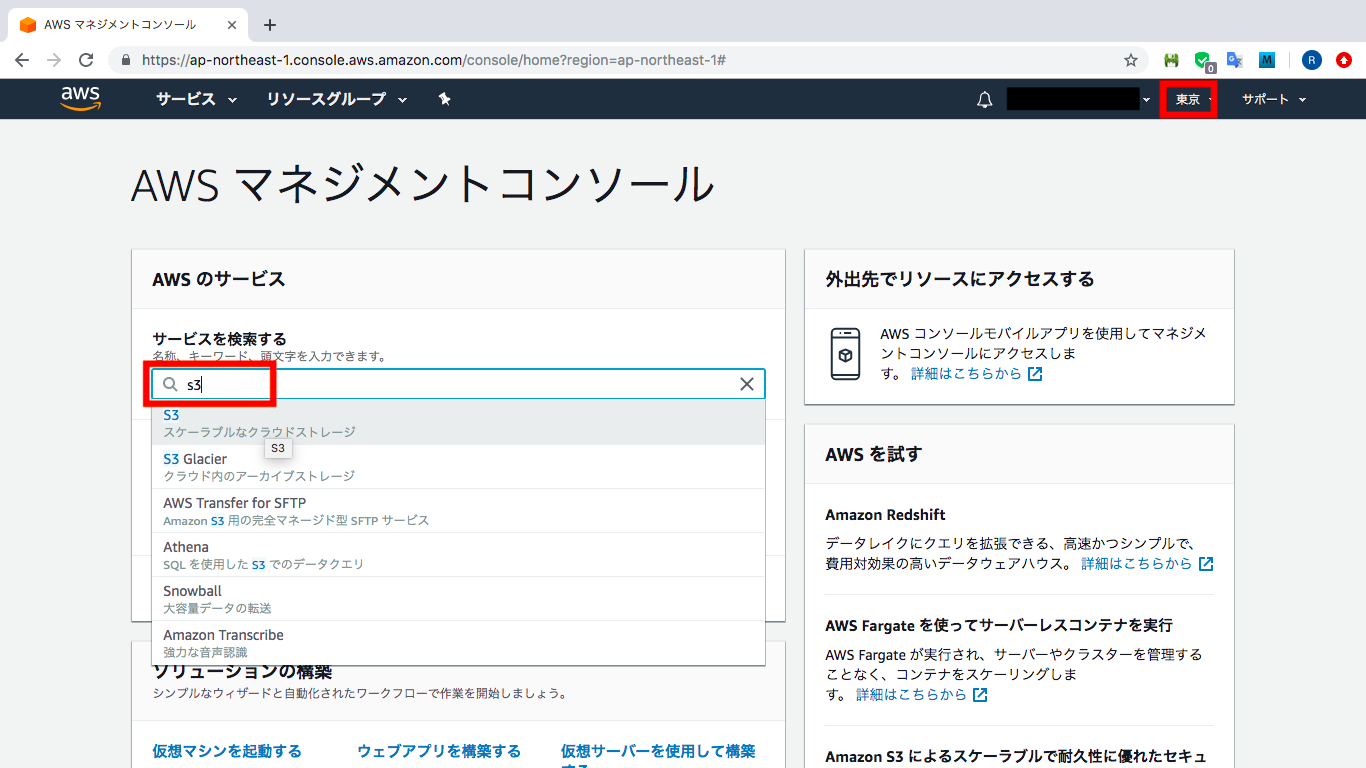 AWS マネジメントコンソール
https://ap-northeast-1.console.aws.amazon.com/console/home?region=ap-northeast-1#
0
M
R
aws
サービス
リソースグループ
東京
サポート
AWS マネジメントコンソール
AWS のサービス
サービスを検索する
名称、キーワード、頭文字を入力できます。
s3
S3
スケーラブルなクラウドストレージ
S3
S3 Glacier
クラウド内のアーカイブストレージ
AWS Transfer for SFTP
Amazon S3 用の完全マネージド型 SFTP サービス
Athena
SQL を使用した S3 でのデータクエリ
Snowball
大容量データの転送
Amazon Transcribe
強力な音声認識
ソリューションの構築
シンプルなウィザードと自動化されたワークフローで作業を開始しましょう。
仮想マシンを起動する
ウェブアプリを構築する
仮想サーバーを使用して構築
する
外出先でリソースにアクセスする
AWS コンソールモバイルアプリを使用してマネジメ
ントコンソールにアクセスしま
す。 詳細はこちらから
AWS を試す
Amazon Redshift
データレイクにクエリを拡張できる、高速かつシンプルで、
費用対効果の高いデータウェアハウス。 詳細はこちらから
AWS Fargate を使ってサーバーレスコンテナを実行
AWS Fargate が実行され、サーバーやクラスターを管理する
ことなく、コンテナをスケーリングしま
す。 詳細はこちらから
Amazon S3 によるスケーラブルで耐久性に優れたセキュ